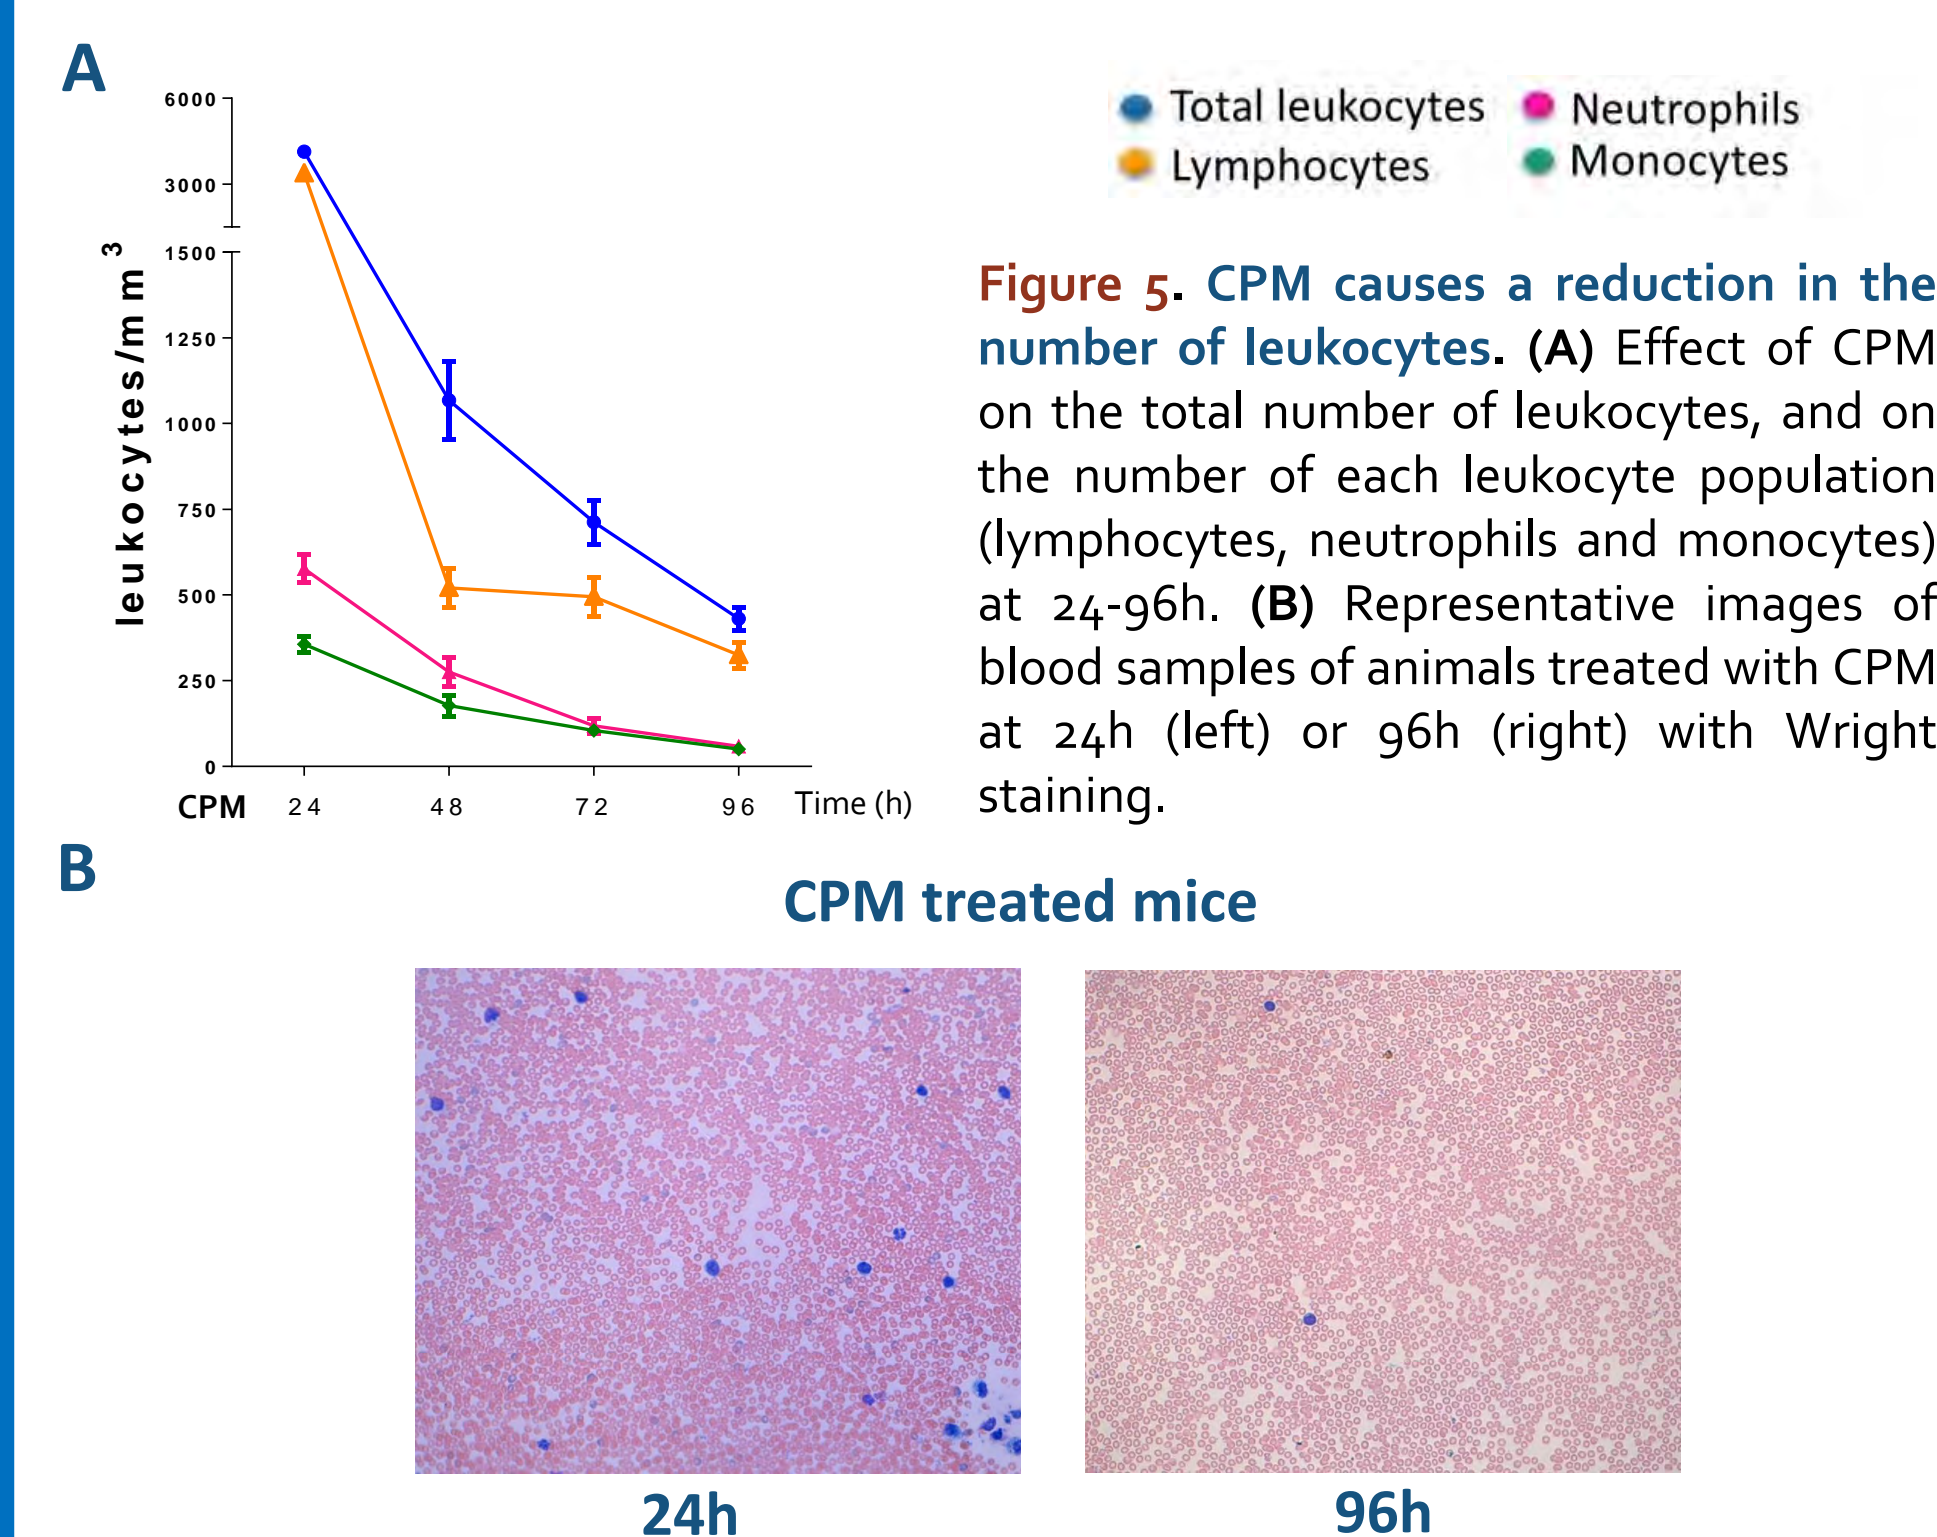 A
6000
3000
1500
1250
1000
750
500
250
0
leukocytes/mm³
CPM 24 48 72 96 Time (h)
Total leukocytes Neutrophils
Lymphocytes Monocytes
Figure 5. CPM causes a reduction in the
number of leukocytes. (A) Effect of CPM
on the total number of leukocytes, and on
the number of each leukocyte population
(lymphocytes, neutrophils and monocytes)
at 24-96h. (B) Representative images of
blood samples of animals treated with CPM
at 24h (left) or 96h (right) with Wright
staining.
B
CPM treated mice
24h 96h